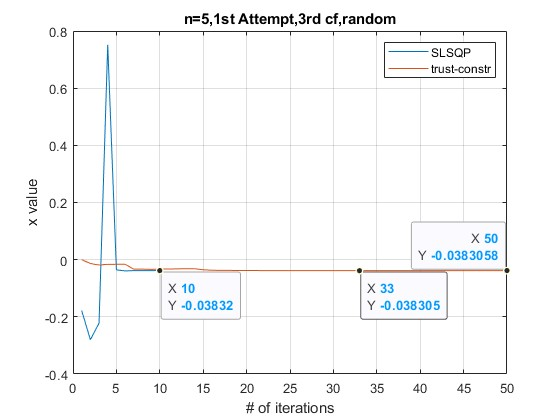 n=5,1st Attempt,3rd cf,random
0.8
0.6
0.4
0.2
0
-0.2
-0.4
x value
SLSQP
trust-constr
X 50
Y -0.0383058
X 10
Y -0.03832
X 33
Y -0.038305
0 5 10 15 20 25 30 35 40 45 50
# of iterations